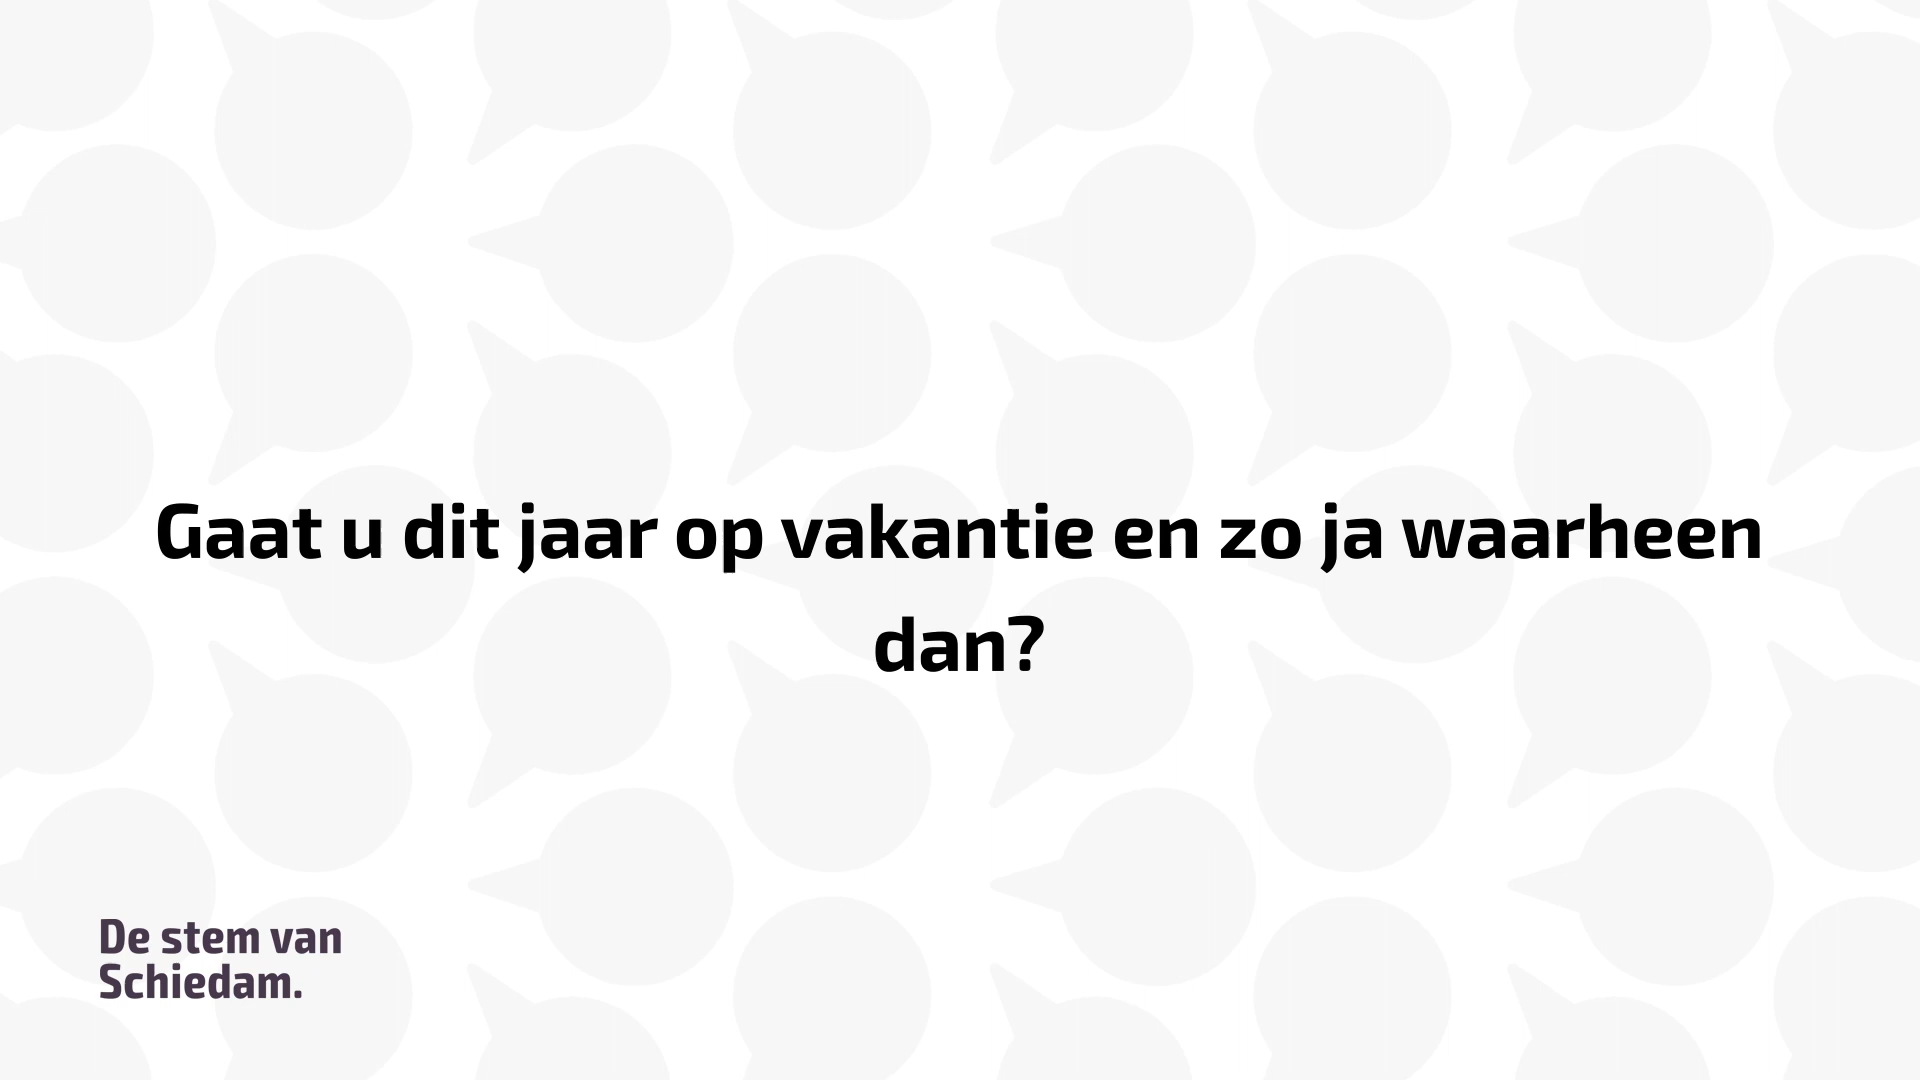 Gaat u dit jaar op vakantie en zo ja waarheen
dan?
De stem van
Schiedam.